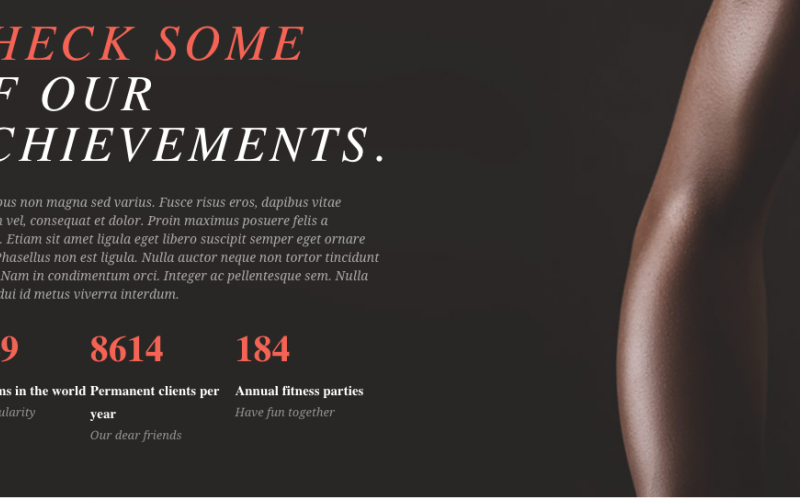 HECK SOME
F OUR
CHIEVEMENTS.
bus non magna sed varius. Fusce risus eros, dapibus vitae
vel, consequat et dolor. Proin maximus posuere felis a
. Etiam sit amet ligula eget libero suscipit semper eget ornare
Phasellus non est ligula. Nulla auctor neque non tortor tincidunt
Nam in condimentum orci. Integer ac pellentesque sem. Nulla
dui id metus viverra interdum.
9 8614 184
ms in the world Permanent clients per Annual fitness parties
year
ularity Have fun together
Our dear friends